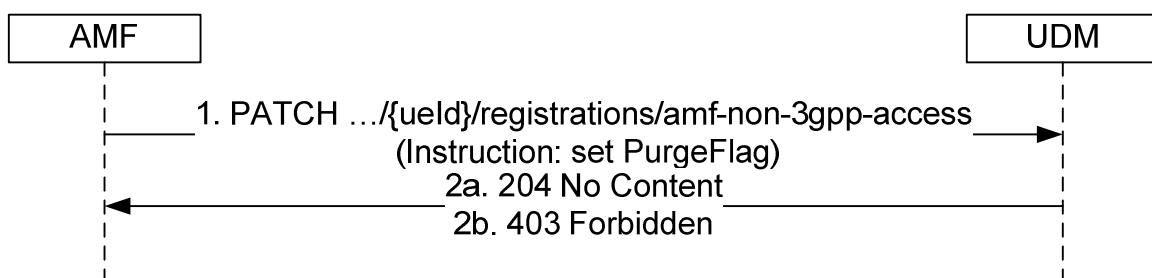 AMF
UDM
1. PATCH …/{ueId}/registrations/amf-non-3gpp-access
(Instruction: set PurgeFlag)
2a. 204 No Content
2b. 403 Forbidden